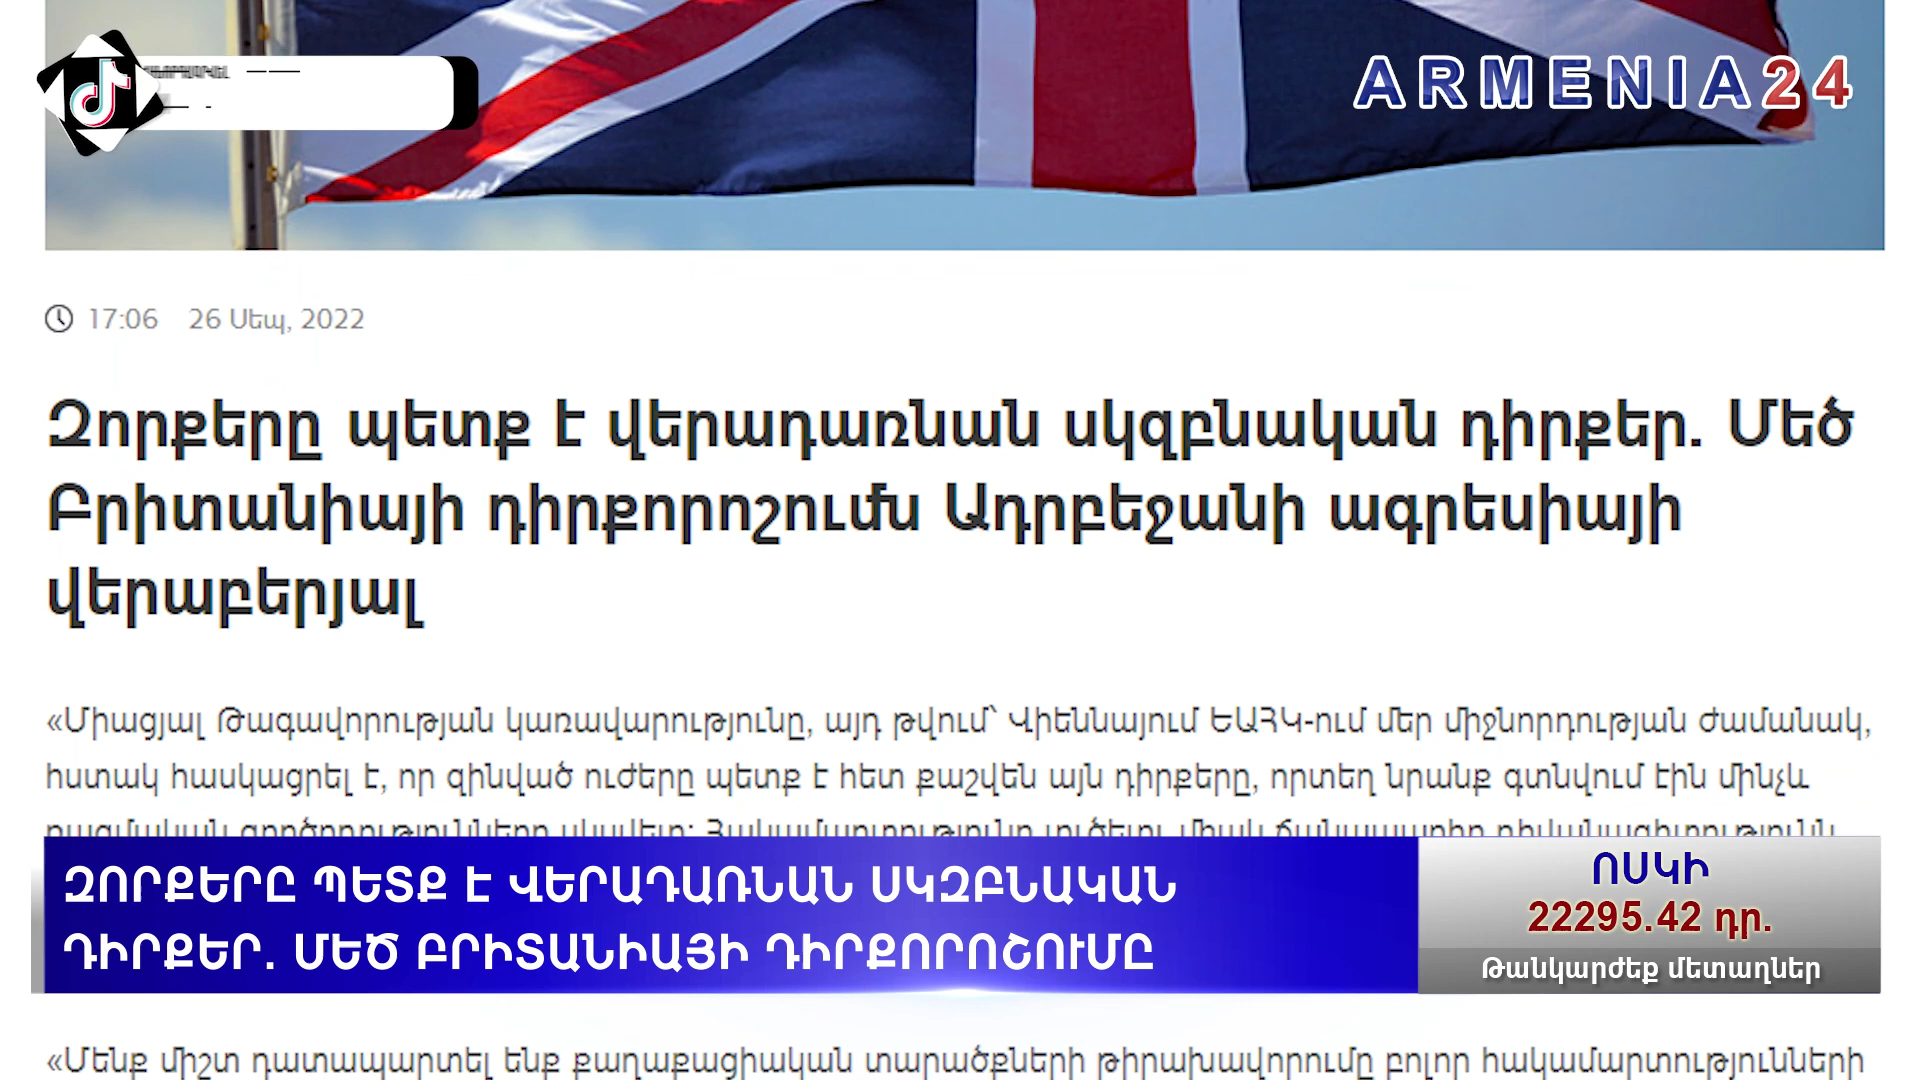 ARMENIA24
17:06 26 Սեպ, 2022
Զորքերը պետք է վերադառնան սկզբնական դիրքեր. Մեծ
Բրիտանիայի դիրքորոշումն Ադրբեջանի ագրեսիայի
վերաբերյալ
«Միացյալ Թագավորության կառավարությունը, այդ թվում՝ Վիեննայում ԵԱՀԿ-ում մեր միջնորդության ժամանակ,
հստակ հասկացրել է, որ զինված ուժերը պետք է հետ քաշվեն այն դիրքերը, որտեղ նրանք գտնվում էին մինչև
ԶՈՐՔԵՐԸ ՊԵՏՔ Է ՎԵՐԱԴԱՌՆԱՆ ՍԿԶԲՆԱԿԱՆ
ԴԻՐՔԵՐ. ՄԵԾ ԲՐԻՏԱՆԻԱՅԻ ԴԻՐՔՈՐՈՇՈՒՄԸ
ՈՍԿԻ
22295.42 դր.
Թանկարժեք մետաղներ
«Մենք միշտ դատապարտել ենք քաղաքացիական տարածքների թիրախավորումը բոլոր հակամարտությունների